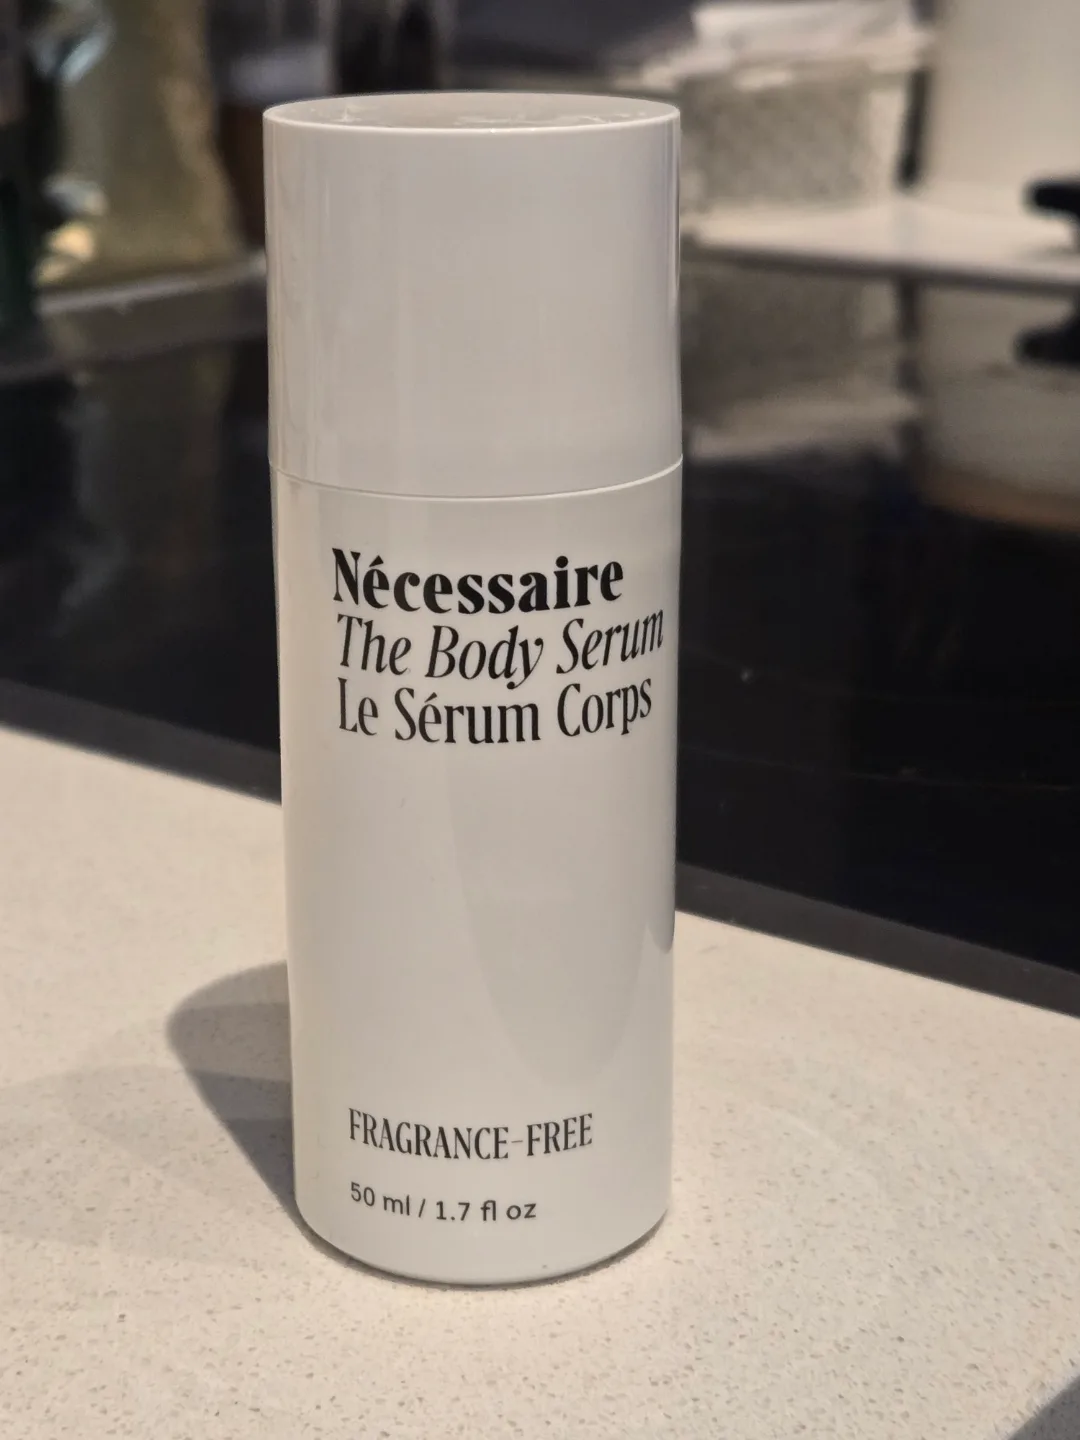 Nécessaire
The Body Serum
Le Sérum Corps
FRAGRANCE-FREE
50 ml / 1.7 fl oz